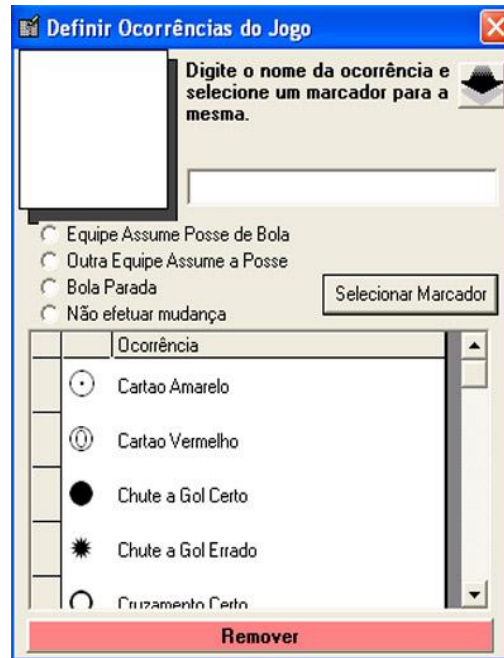 Definir Ocorrências do Jogo
Digite o nome da ocorrência e
selecione um marcador para a
mesma.
Equipe Assume Posse de Bola
Outra Equipe Assume a Posse
Bola Parada
Não efetuar mudança
Selecionar Marcador
Ocorrência
Cartao Amarelo
Cartao Vermelho
Chute a Gol Certo
Chute a Gol Errado
Cruzamento Certo
Remover